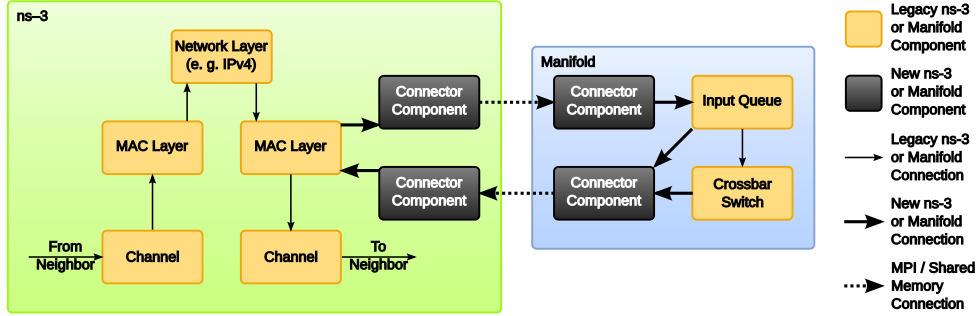 ns–3
Network Layer
(e. g. IPv4)
MAC Layer
MAC Layer
Channel
Channel
From
Neighbor
To
Neighbor
Connector
Component
Connector
Component
Manifold
Connector
Component
Connector
Component
Input Queue
Crossbar
Switch
Legacy ns-3
or Manifold
Component
New ns-3
or Manifold
Component
Legacy ns-3
or Manifold
Connection
New ns-3
or Manifold
Connection
MPI / Shared
Memory
Connection